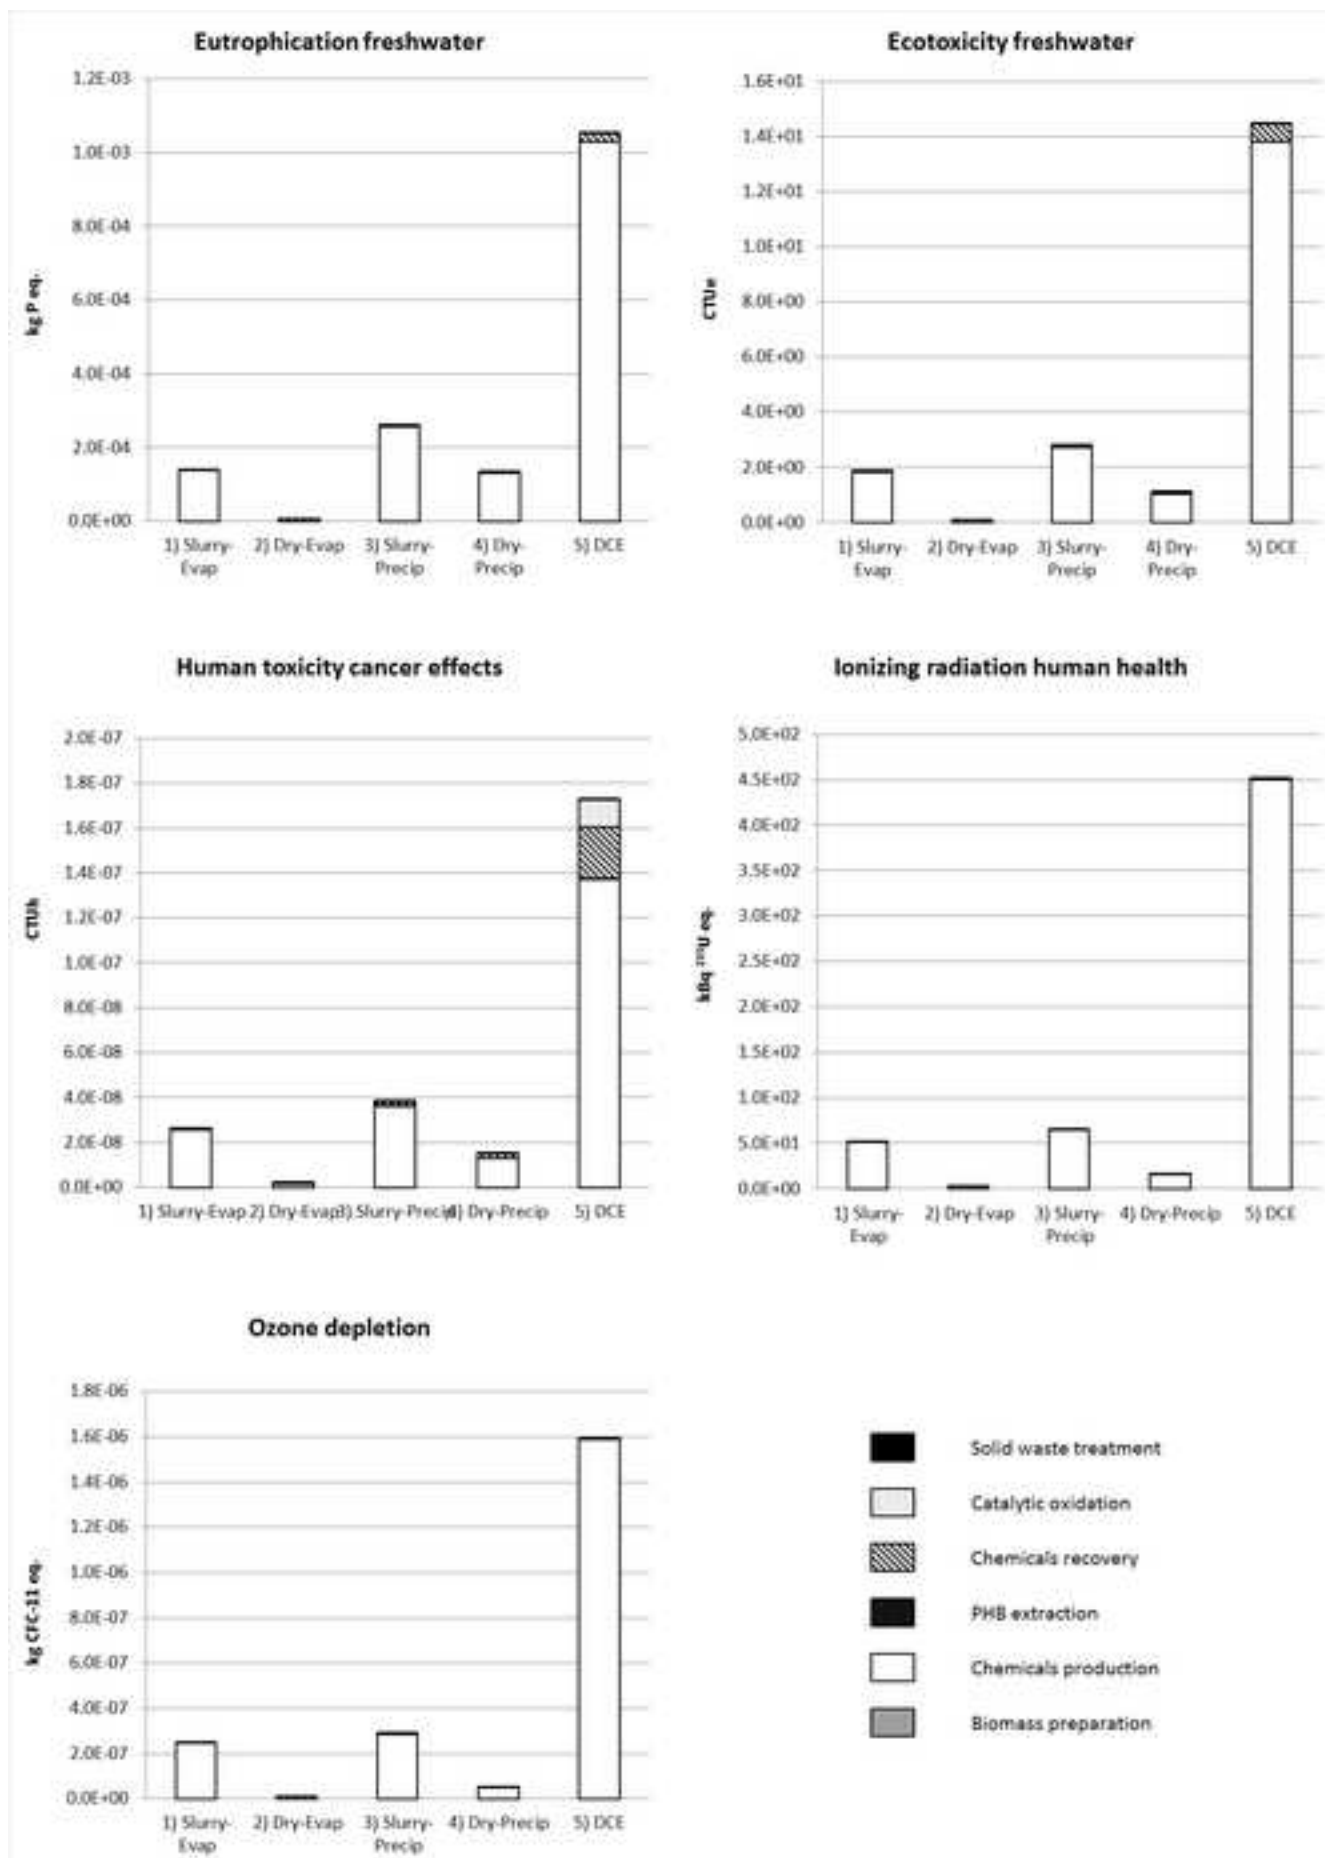 Eutrophication freshwater
1.2E-03
1.0E-03
8.0E-04
6.0E-04
4.0E-04
2.0E-04
0.0E+00
kg P eq.
1) Slurry-
Evap
2) Dry-Evap
3) Slurry-
Precip
4) Dry-
Precip
5) DCE
Ecotoxicity freshwater
1.6E+01
1.4E+01
1.2E+01
1.0E+01
8.0E+00
6.0E+00
4.0E+00
2.0E+00
0.0E+00
CTUe
1) Slurry-
Evap
2) Dry-Evap
3) Slurry-
Precip
4) Dry-
Precip
5) DCE
Human toxicity cancer effects
2.0E-07
1.8E-07
1.6E-07
1.4E-07
1.2E-07
1.0E-07
8.0E-08
6.0E-08
4.0E-08
2.0E-08
0.0E+00
CTUh
1) Slurry-Evap
2) Dry-Evap
3) Slurry-Precip
4) Dry-Precip
5) DCE
Ionizing radiation human health
5.0E+02
4.5E+02
4.0E+02
3.5E+02
3.0E+02
2.5E+02
2.0E+02
1.5E+02
1.0E+02
5.0E+01
0.0E+00
kBq U eq.
1) Slurry-
Evap
2) Dry-Evap
3) Slurry-
Precip
4) Dry-Precip
5) DCE
Ozone depletion
1.8E-06
1.6E-06
1.4E-06
1.2E-06
1.0E-06
8.0E-07
6.0E-07
4.0E-07
2.0E-07
0.0E+00
kg CFC-11 eq.
1) Slurry-
Evap
2) Dry-Evap
3) Slurry-
Precip
4) Dry-Precip
5) DCE
Solid waste treatment
Catalytic oxidation
Chemicals recovery
PHB extraction
Chemicals production
Biomass preparation